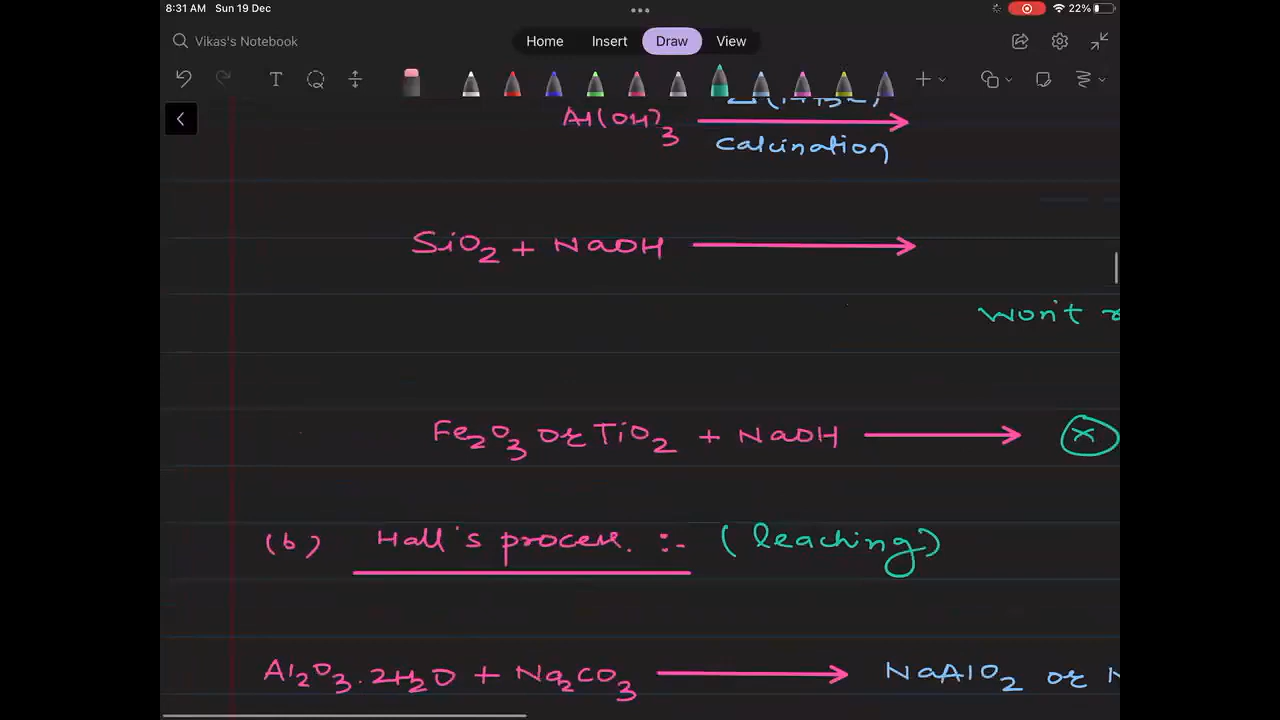 8:31 AM Sun 19 Dec
22%
Vikas's Notebook
Home Insert Draw View
Al(OH)3
calcination
SiO2 + NaOH
won't
Fe2O3 or TiO2 + NaOH x
(b) Hall's process :- (leaching)
Al2O3.2H2O + Na2CO3 NaAlO2 or